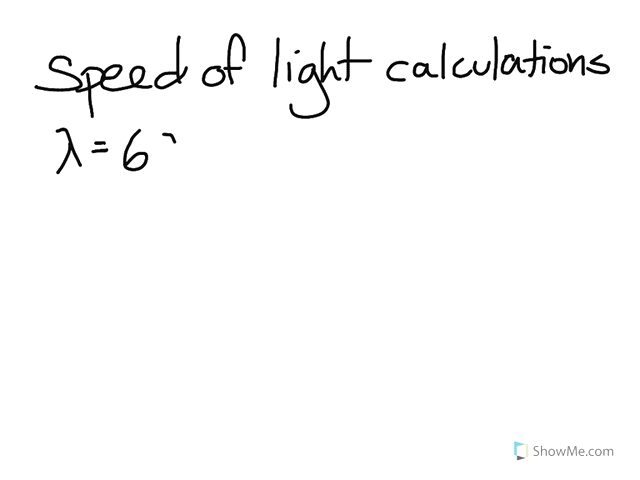 Speed of light calculations
λ = 6
ShowMe.com